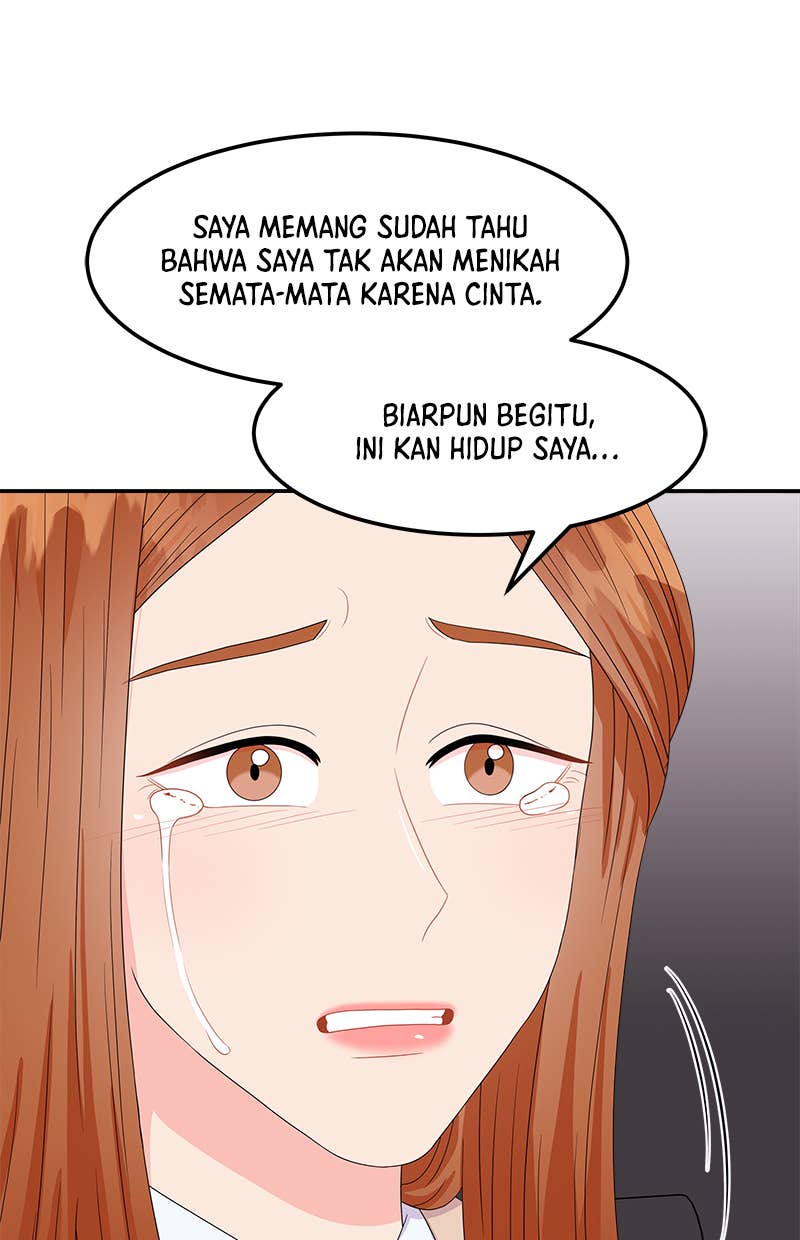 SAYA MEMANG SUDAH TAHU
BAHWA SAYA TAK AKAN MENIKAH
SEMATA-MATA KARENA CINTA.
BIARPUN BEGITU,
INI KAN HIDUP SAYA...